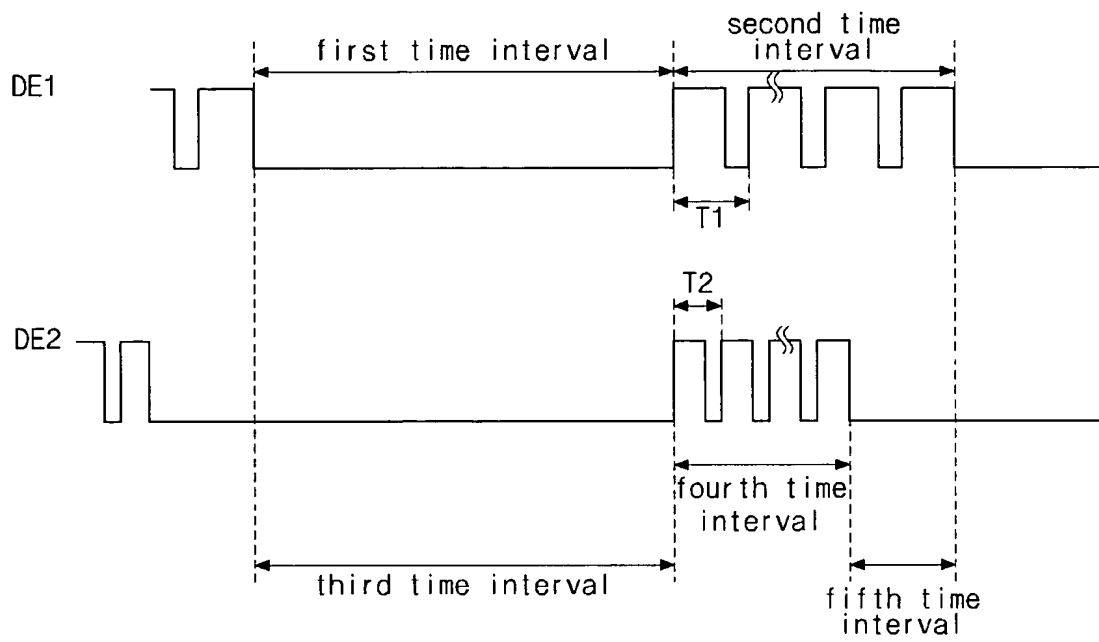 first time interval
second time
interval
DE1
T1
T2
DE2
fourth time
interval
third time interval
fifth time
interval